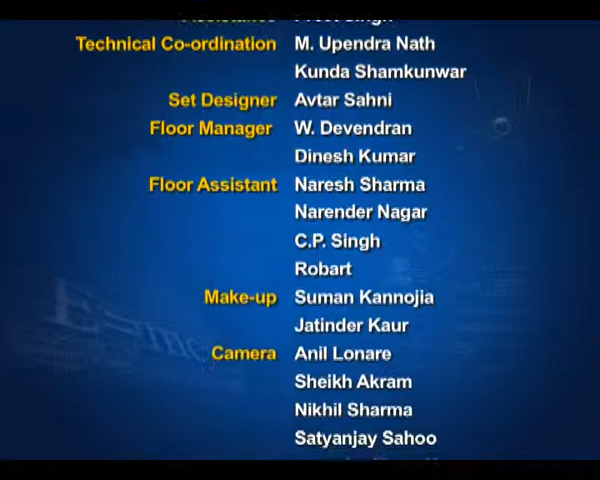 Technical Co-ordination M. Upendra Nath
Kunda Shamkunwar
Set Designer Avtar Sahni
Floor Manager W. Devendran
Dinesh Kumar
Floor Assistant Naresh Sharma
Narender Nagar
C.P. Singh
Robart
Make-up Suman Kannojia
Jatinder Kaur
Camera Anil Lonare
Sheikh Akram
Nikhil Sharma
Satyanjay Sahoo